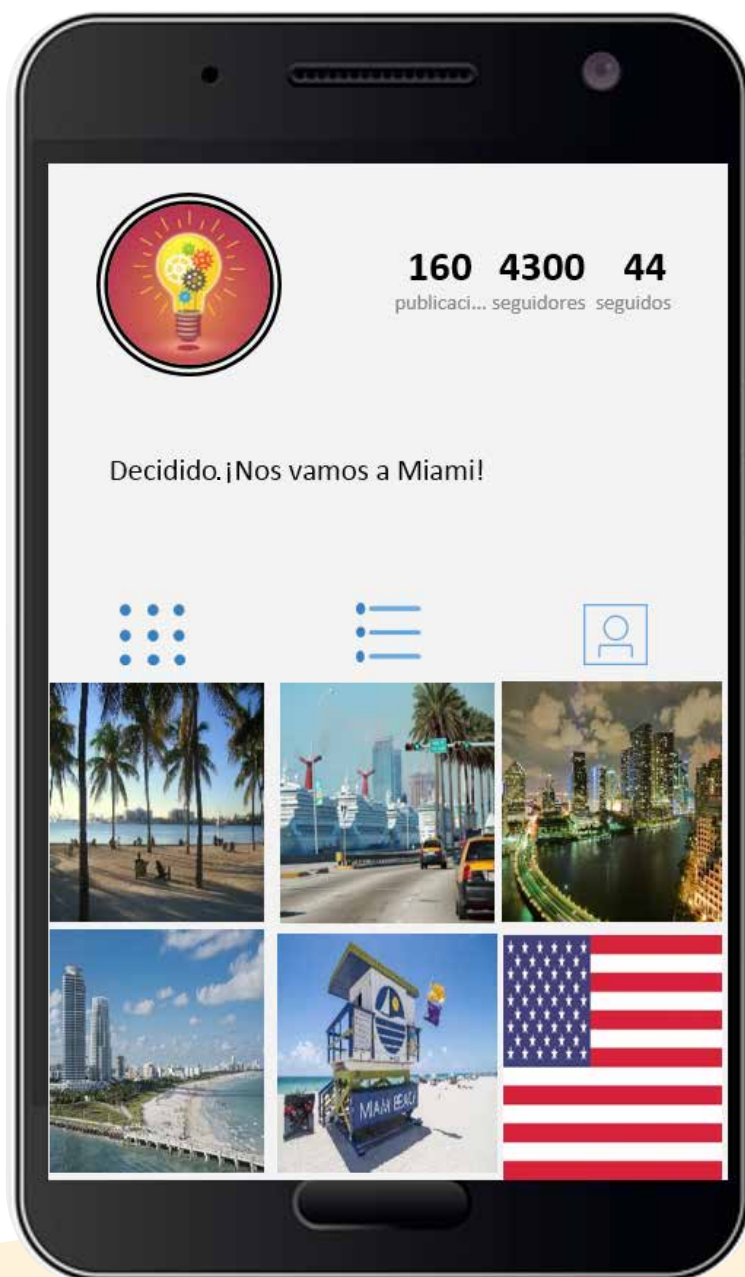 160 4300 44
publicaci... seguidores seguidos
Decidido. ¡Nos vamos a Miami!
MIAMI BEACH